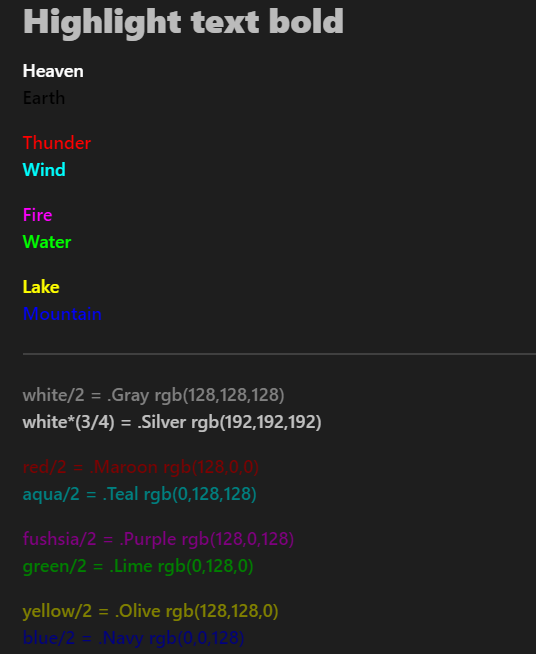 Highlight text bold
Heaven
Earth
Thunder
Wind
Fire
Water
Lake
Mountain
white/2 = .Gray rgb(128,128,128)
white*(3/4) = .Silver rgb(192,192,192)
red/2 = .Maroon rgb(128,0,0)
aqua/2 = .Teal rgb(0,128,128)
fushsia/2 = .Purple rgb(128,0,128)
green/2 = .Lime rgb(0,128,0)
yellow/2 = .Olive rgb(128,128,0)
blue/2 = .Navy rgb(0,0,128)